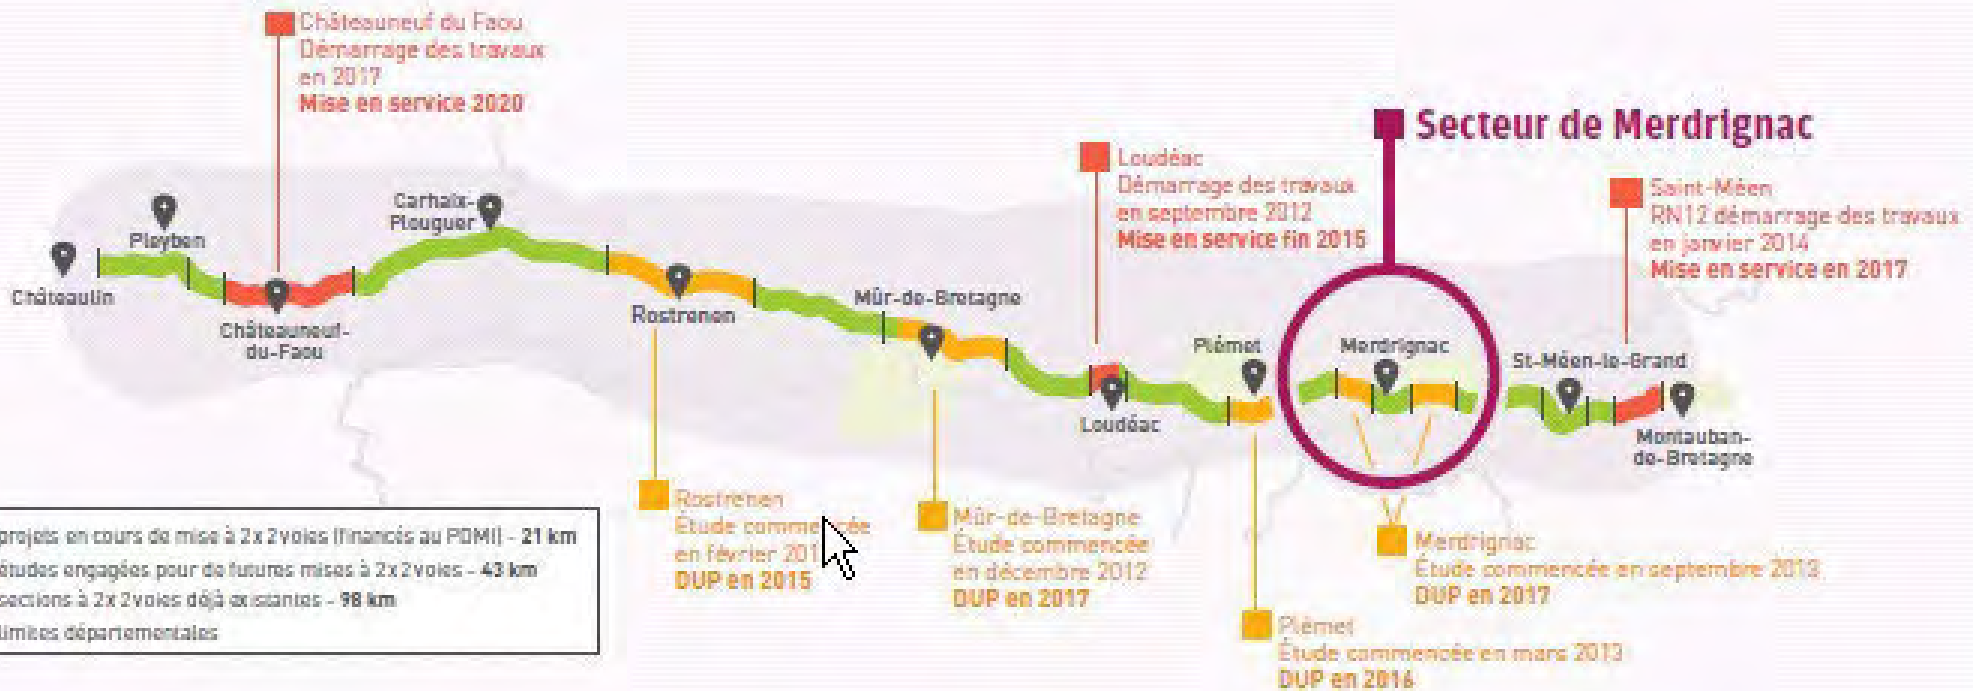 Châteauneuf du Faou
Démarrage des travaux
en 2017
Mise en service 2020
Secteur de Merdrignac
Loudéac
Démarrage des travaux
en septembre 2012
Mise en service fin 2015
Saint-Méen
RN12 démarrage des travaux
en janvier 2014
Mise en service en 2017
Carhaix-
Plouguer
Pleyben
Châteaulin
Châteauneuf-
du-Faou
Rostrenen
Mûr-de-Bretagne
Loudéac
Plémet
Merdrignac
St-Méen-le-Grand
Montauban-
de-Bretagne
Rostrenen
Étude commencée
en février
DUP en 2015
Mûr-de-Bretagne
Étude commencée
en décembre 2012
DUP en 2017
Merdrignac
Étude commencée en septembre 2013
DUP en 2017
Plémet
Étude commencée en mars 2013
DUP en 2016
projets en cours de mise à 2x2voies (financés au PDMI) - 21 km
études engagées pour de futures mises à 2x2voies - 43 km
sections à 2x2voies déjà existantes - 98 km
limites départementales